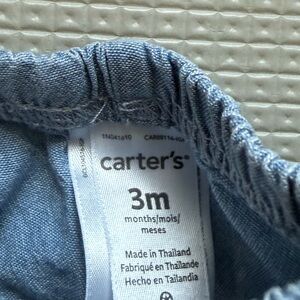 carter's
3m
months/mois/
meses
Made in Thailand
Fabriqué en Thaïlande
Hecho en Tailandia